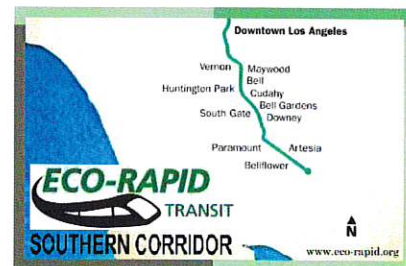 Downtown Los Angeles
Vernon
Maywood
Bell
Huntington Park
Cudahy
Bell Gardens
South Gate
Downey
Paramount
Artesia
Bellflower
ECO-RAPID
TRANSIT
SOUTHERN CORRIDOR
N
www.eco-rapid.org